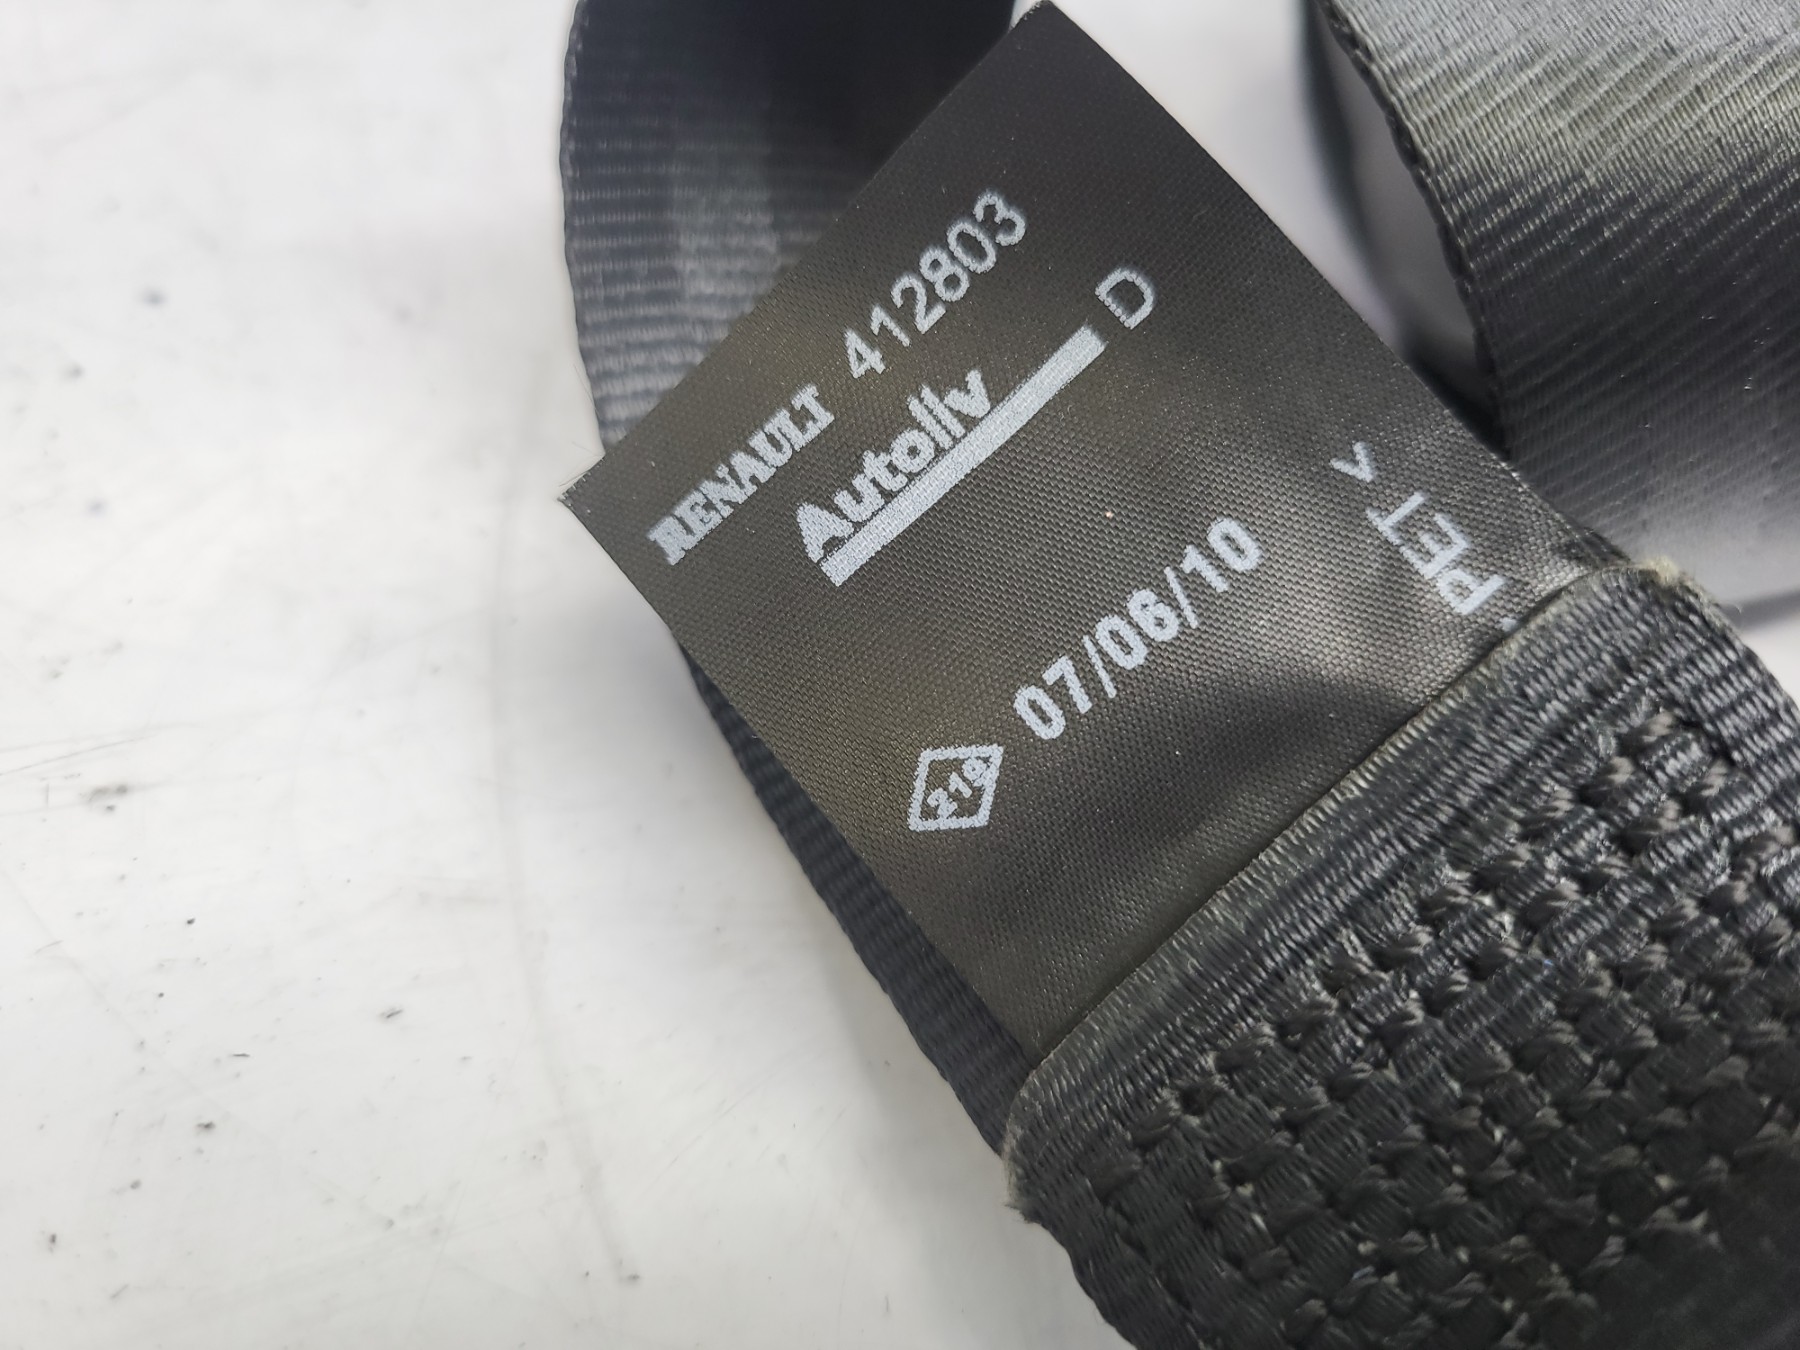 RENAULT 412803
Autoliv D
07/06/10
PET <